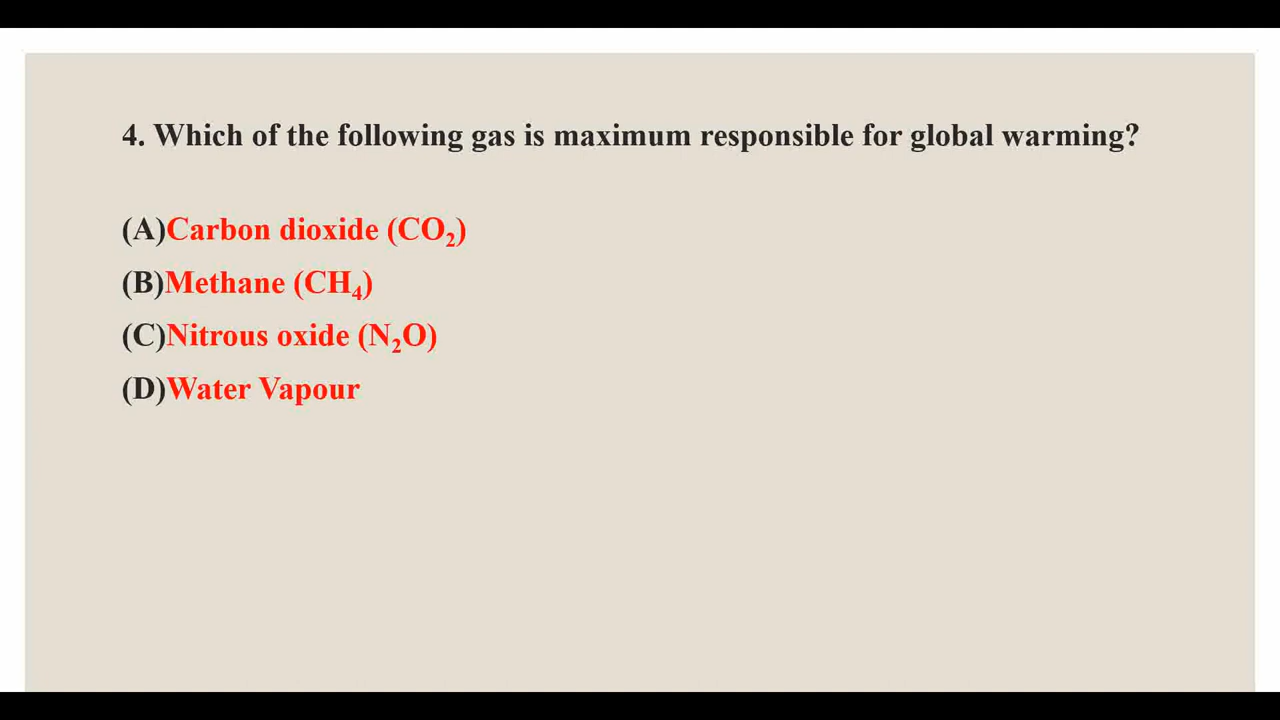 4. Which of the following gas is maximum responsible for global warming?
(A)Carbon dioxide (CO₂)
(B)Methane (CH₄)
(C)Nitrous oxide (N₂O)
(D)Water Vapour